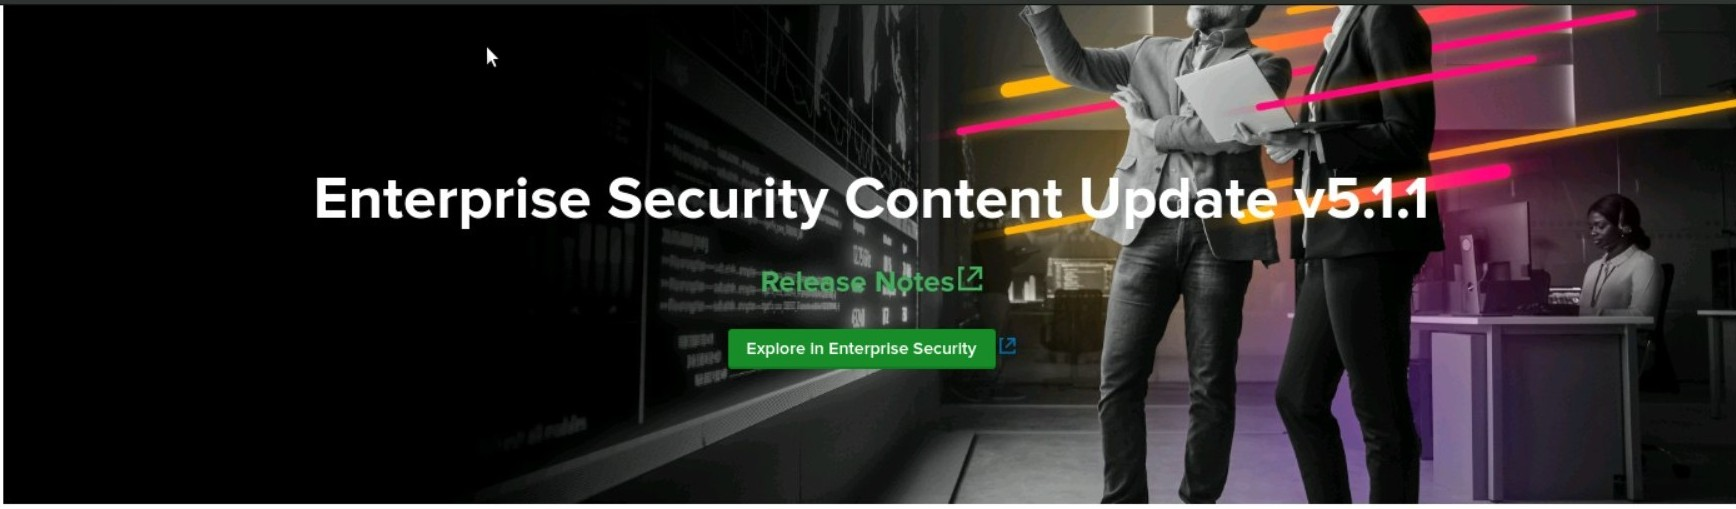 Enterprise Security Content Update v5.1.1
Release Notes
Explore in Enterprise Security